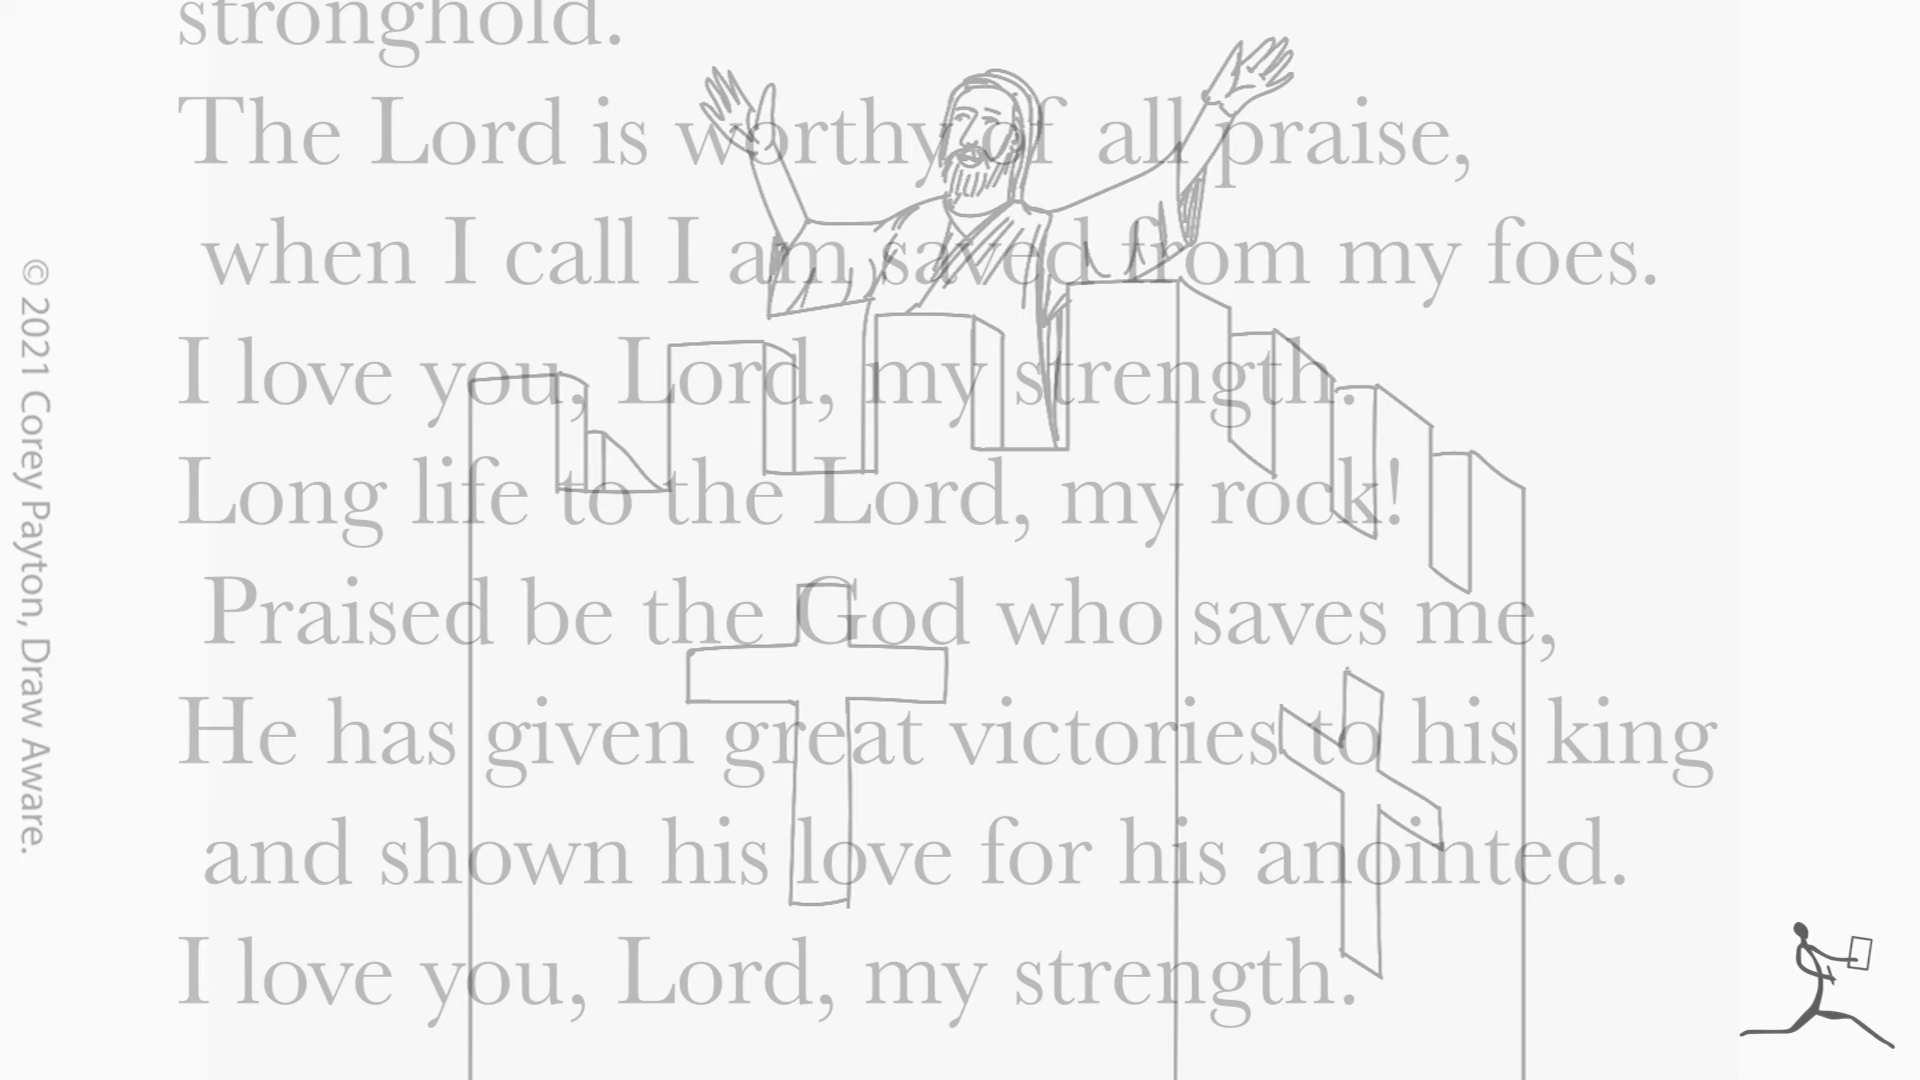 stronghold.
The Lord is worthy of all praise,
when I call I am saved from my foes.
I love you, Lord, my strength.
Long life to the Lord, my rock!
Praised be the God who saves me,
He has given great victories to his king
and shown his love for his anointed.
I love you, Lord, my strength.
© 2021 Corey Payton, Draw Aware.